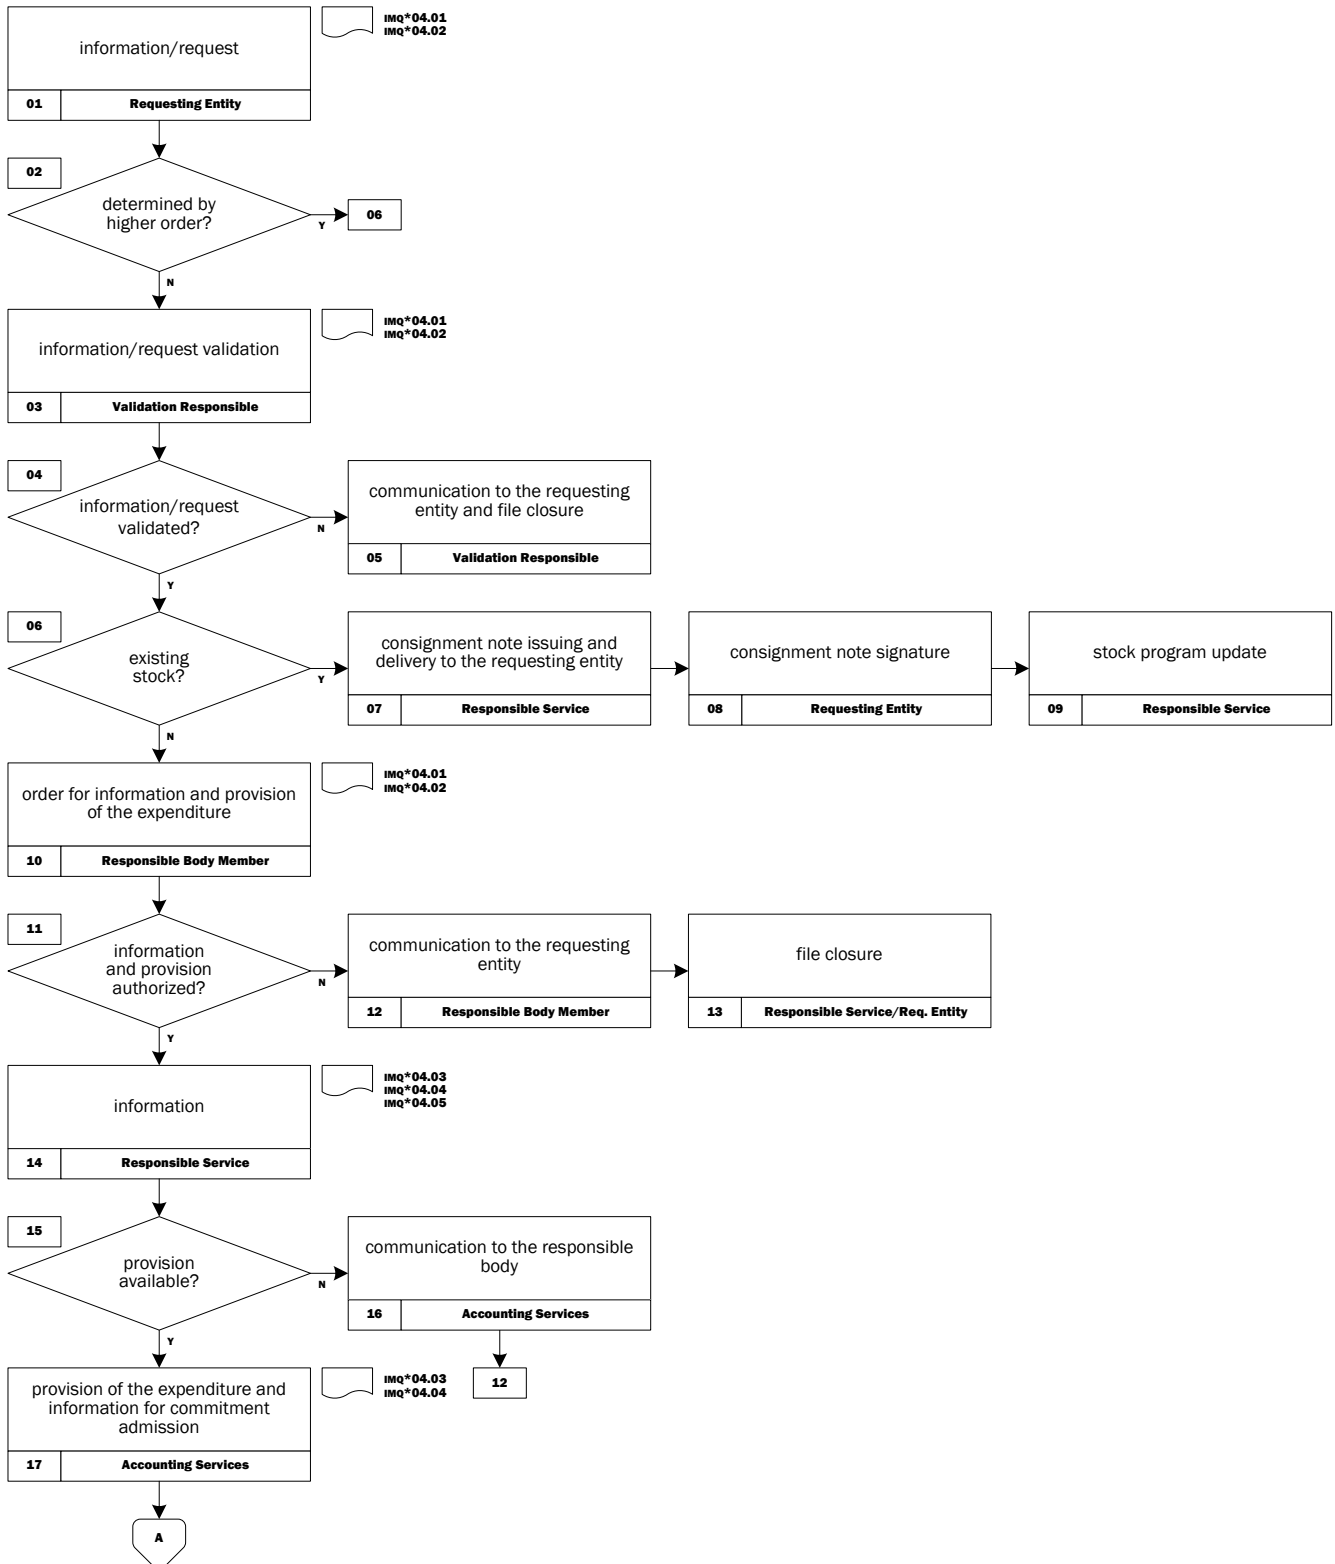 information/request
IMQ*04.01
IMQ*04.02
01
Requesting Entity
02
determined by
higher order?
Y
06
N
information/request validation
IMQ*04.01
IMQ*04.02
03
Validation Responsible
04
information/request
validated?
N
communication to the requesting
entity and file closure
05
Validation Responsible
Y
06
existing
stock?
Y
consignment note issuing and
delivery to the requesting entity
07
Responsible Service
consignment note signature
08
Requesting Entity
stock program update
09
Responsible Service
N
order for information and provision
of the expenditure
IMQ*04.01
IMQ*04.02
10
Responsible Body Member
11
information
and provision
authorized?
N
communication to the requesting
entity
12
Responsible Body Member
file closure
13
Responsible Service/Req. Entity
Y
information
IMQ*04.03
IMQ*04.04
IMQ*04.05
14
Responsible Service
15
provision
available?
N
communication to the responsible
body
16
Accounting Services
12
Y
provision of the expenditure and
information for commitment
admission
IMQ*04.03
IMQ*04.04
17
Accounting Services
A